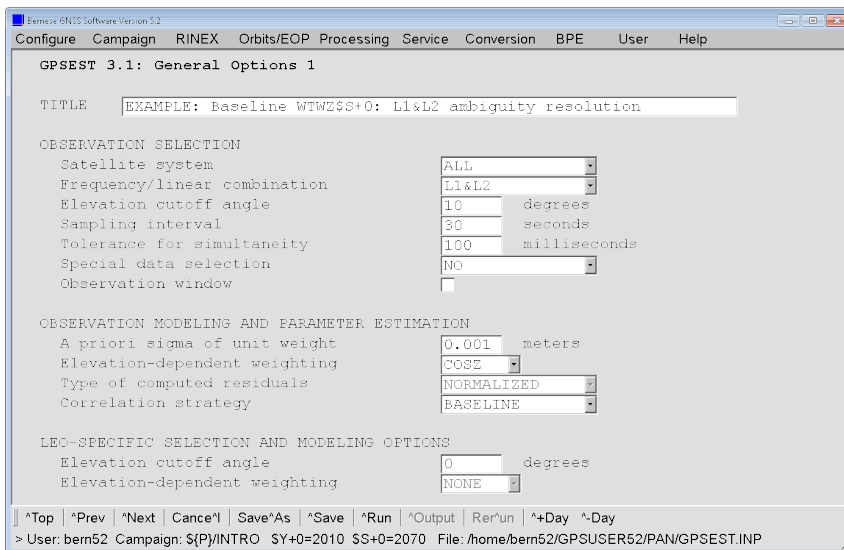 Bernese GNSS Software Version 5.2
Configure Campaign RINEX Orbits/EOP Processing Service Conversion BPE User Help
GPSEST 3.1: General Options 1
TITLE EXAMPLE: Baseline WTWZ$S+0: L1&L2 ambiguity resolution
OBSERVATION SELECTION
Satellite system ALL
Frequency/linear combination L1&L2
Elevation cutoff angle 10 degrees
Sampling interval 30 seconds
Tolerance for simultaneity 100 milliseconds
Special data selection NO
Observation window
OBSERVATION MODELING AND PARAMETER ESTIMATION
A priori sigma of unit weight 0.001 meters
Elevation-dependent weighting COSZ
Type of computed residuals NORMALIZED
Correlation strategy BASELINE
LEO-SPECIFIC SELECTION AND MODELING OPTIONS
Elevation cutoff angle 0 degrees
Elevation-dependent weighting NONE
^Top | ^Prev | ^Next | Cance^l | Save^As | ^Save | ^Run | ^Output | Rer^un | ^+Day ^-Day
> User: bern52 Campaign: ${P}/INTRO $Y+0=2010 $S+0=2070 File: /home/bern52/GPSUSER52/PAN/GPSEST.INP